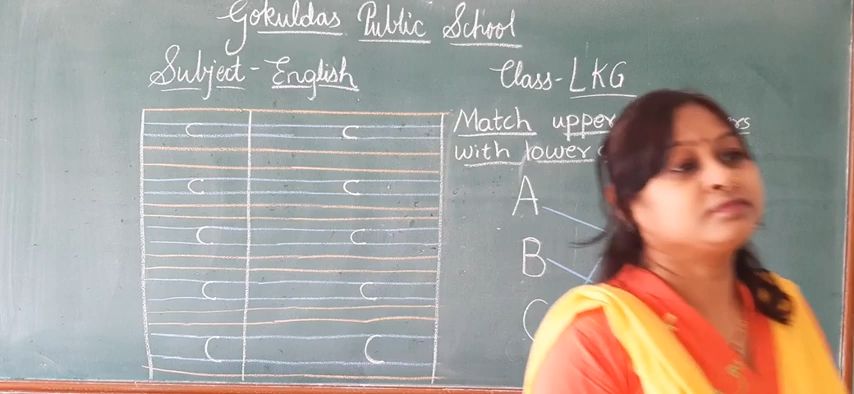 Gokuldas Public School
Subject - English
Class - LKG
Match upper
with lower
c c
c c
c c
c c
c c
A
B